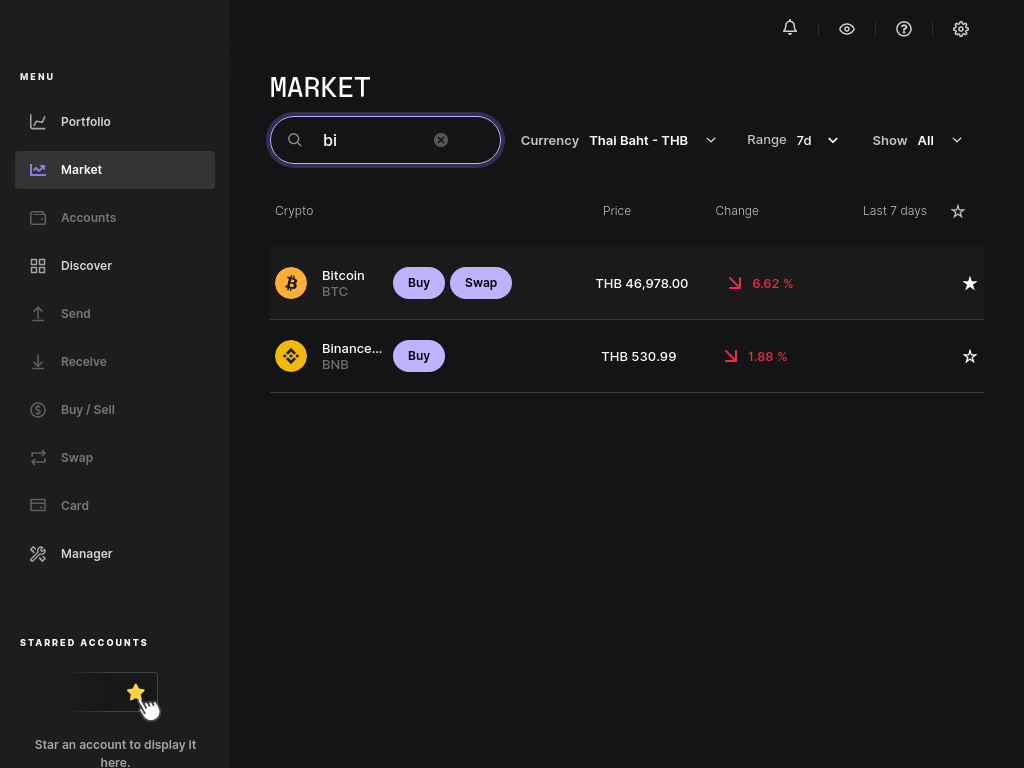 MENU
Portfolio
Market
Accounts
Discover
Send
Receive
Buy / Sell
Swap
Card
Manager
STARRED ACCOUNTS
Star an account to display it
here.
MARKET
bi
Currency Thai Baht - THB
Range 7d
Show All
Crypto Price Change Last 7 days
Bitcoin
BTC
Buy Swap THB 46,978.00 6.62 %
Binance...
BNB
Buy THB 530.99 1.88 %